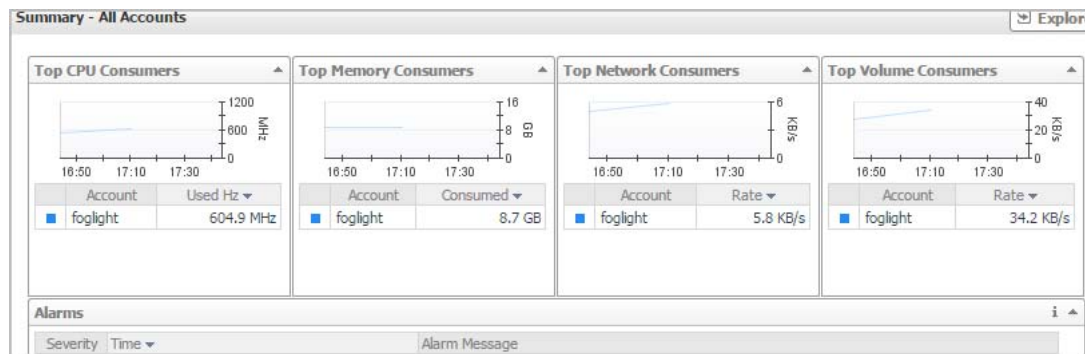 Summary - All Accounts
Explor
Top CPU Consumers
1200
600
0
MHz
16:50 17:10 17:30
Account Used Hz
foglight 604.9 MHz
Top Memory Consumers
16
8
0
GB
16:50 17:10 17:30
Account Consumed
foglight 8.7 GB
Top Network Consumers
6
0
KB/s
16:50 17:10 17:30
Account Rate
foglight 5.8 KB/s
Top Volume Consumers
40
20
0
KB/s
16:50 17:10 17:30
Account Rate
foglight 34.2 KB/s
Alarms i
Severity Time Alarm Message